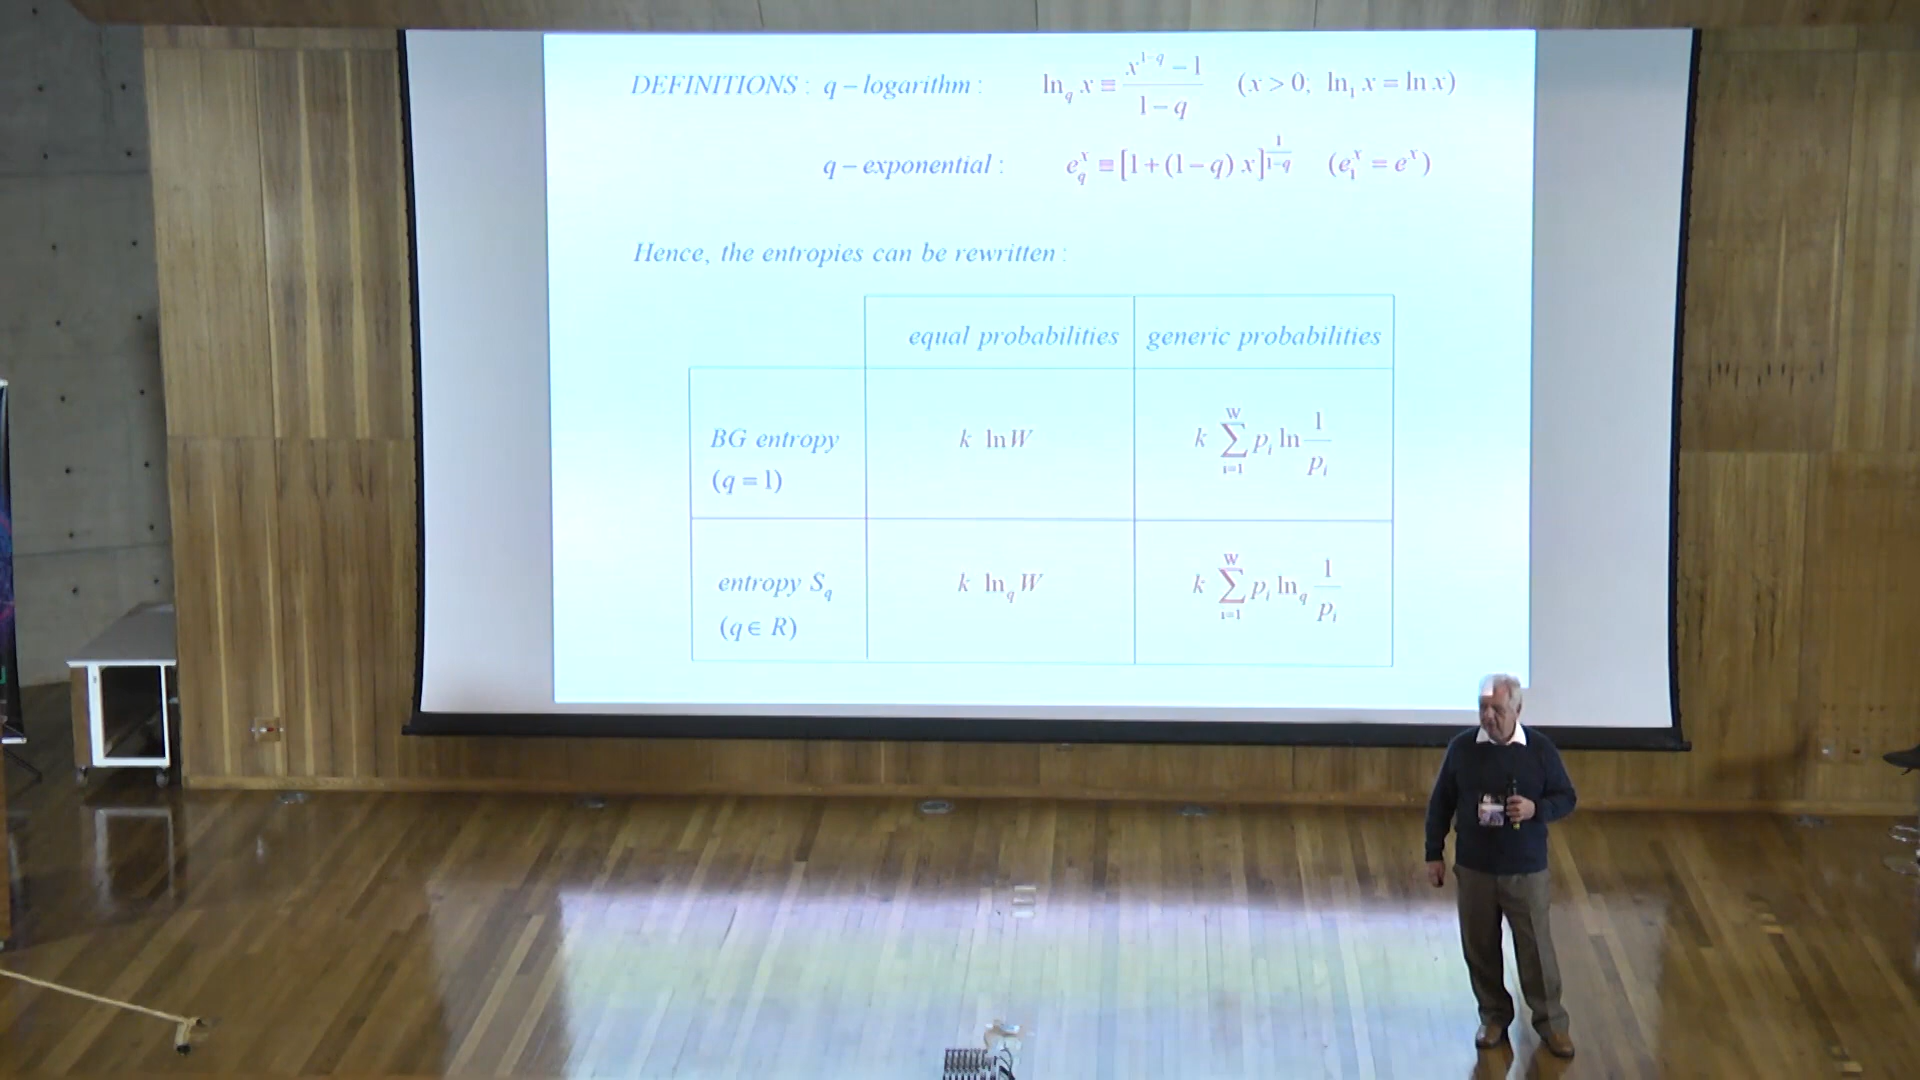 DEFINITIONS : q – logarithm : ln_q x ≡ (x^{1-q} – 1)/(1 – q) (x > 0; ln_1 x = ln x)
q – exponential : e_q^x ≡ [1 + (1 – q) x]^{1/(1-q)} (e_1^x = e^x)
Hence, the entropies can be rewritten :
equal probabilities generic probabilities
BG entropy (q = 1) k ln W k ∑_{i=1}^{W} p_i ln 1/p_i
entropy S_q (q ∈ R) k ln_q W k ∑_{i=1}^{W} p_i ln_q 1/p_i